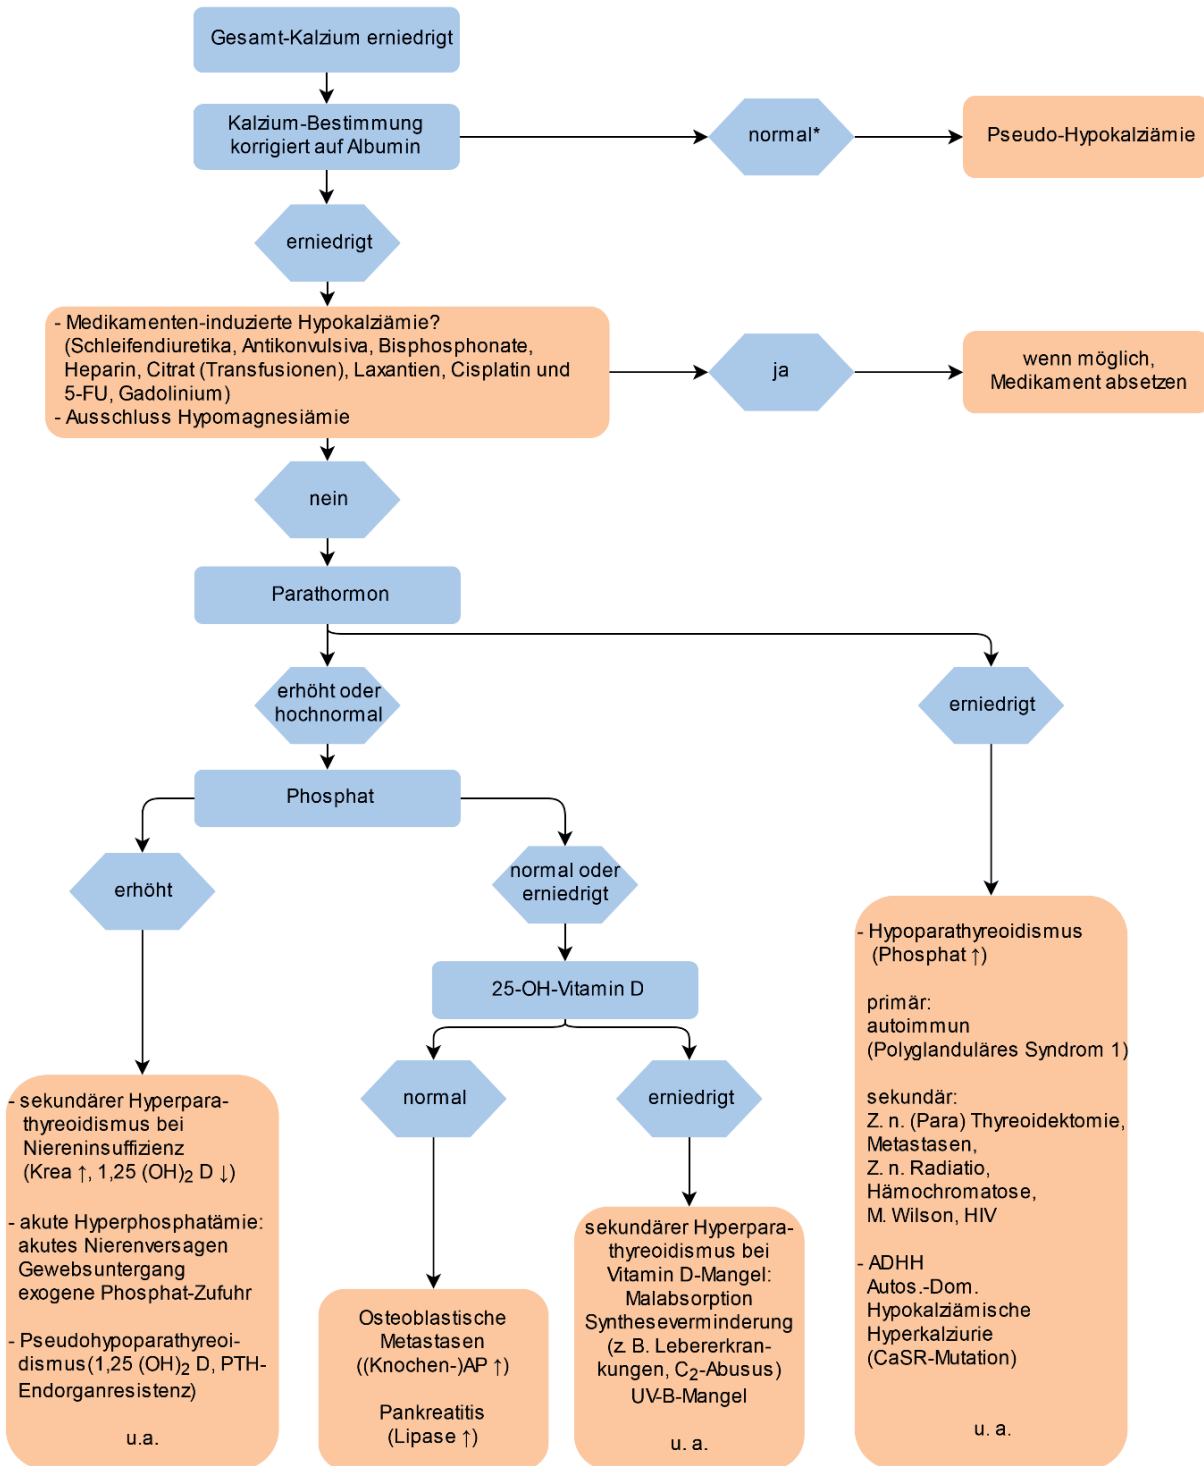 Gesamt-Kalzium erniedrigt
Kalzium-Bestimmung
korrigiert auf Albumin
normal*
Pseudo-Hypokalziämie
erniedrigt
- Medikamenten-induzierte Hypokalziämie?
(Schleifendiuretika, Antikonvulsiva, Bisphosphonate,
Heparin, Citrat (Transfusionen), Laxantien, Cisplatin und
5-FU, Gadolinium)
- Ausschluss Hypomagnesiämie
ja
wenn möglich,
Medikament absetzen
nein
Parathormon
erhöht oder
hochnormal
erniedrigt
Phosphat
erhöht
normal oder
erniedrigt
25-OH-Vitamin D
normal
erniedrigt
- sekundärer Hyperpara-
thyreoidismus bei
Niereninsuffizienz
(Krea ↑, 1,25 (OH)₂ D ↓)
- akute Hyperphosphatämie:
akutes Nierenversagen
Gewebsuntergang
exogene Phosphat-Zufuhr
- Pseudohypoparathyreoi-
dismus (1,25 (OH)₂ D, PTH-
Endorganresistenz)
u.a.
Osteoblastische
Metastasen
((Knochen-)AP ↑)
Pankreatitis
(Lipase ↑)
sekundärer Hyperpara-
thyreoidismus bei
Vitamin D-Mangel:
Malabsorption
Syntheseverminderung
(z. B. Lebererkran-
kungen, C₂-Abusus)
UV-B-Mangel
u. a.
- Hypoparathyreoidismus
(Phosphat ↑)
primär:
autoimmun
(Polyglanduläres Syndrom 1)
sekundär:
Z. n. (Para) Thyreoidektomie,
Metastasen,
Z. n. Radiatio,
Hämochromatose,
M. Wilson, HIV
- ADHH
Autos.-Dom.
Hypokalziämische
Hyperkalziurie
(CaSR-Mutation)
u. a.